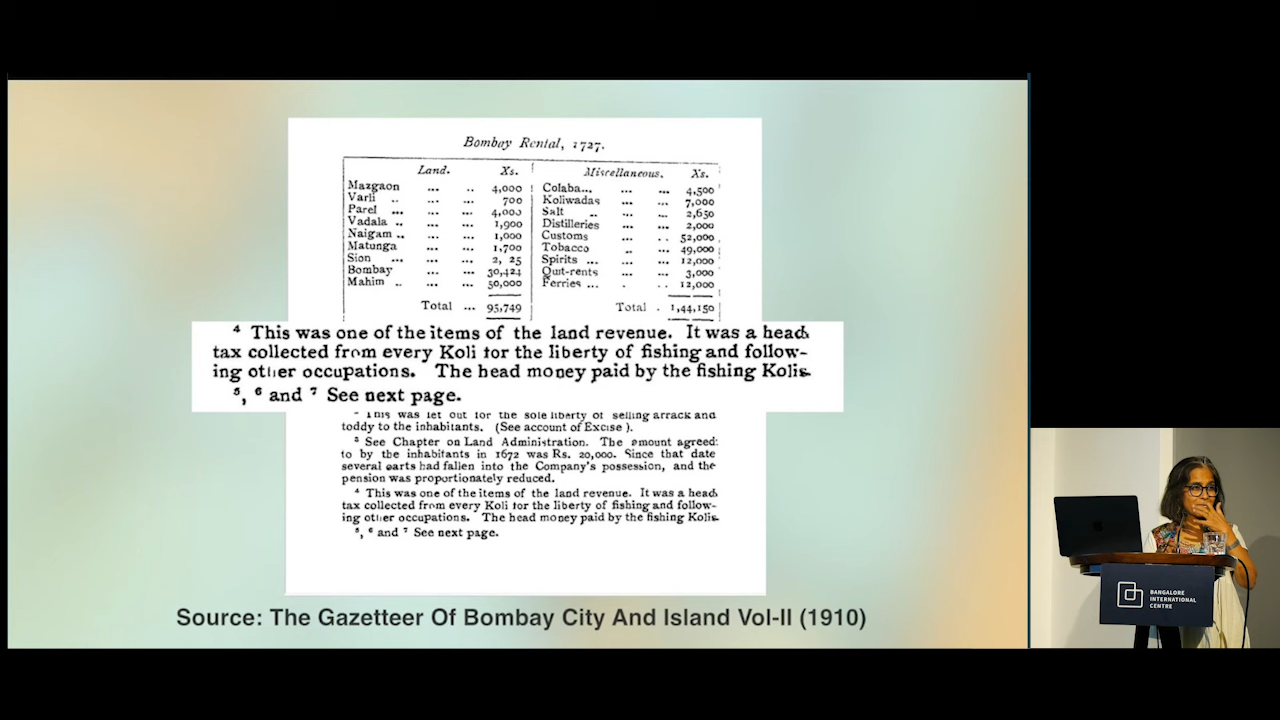 Bombay Rental, 1727.
Land. Xs. Miscellaneous. Xs.
Mazgaon ... .. 4,000 Colaba... ... ... 4,500
Varli .. ... ... 700 Koliwadas ... ... 7,000
Parel ... ... ... 4,000 Salt .. ... ... 2,650
Vadala .. ... ... 1,900 Distilleries ... ... 2,000
Naigam .. ... ... 1,000 Customs ... .. 52,000
Matunga ... ... 1,700 Tobacco .. ... 49,000
Sion ... ... ... 2, 25 Spirits ... ... ... 12,000
Bombay ... ... 30,424 Quit-rents ... ... 3,000
Mahim .. ... ... 50,000 Ferries ... . .. 12,000
Total ... 95,749 Total . 1,44,150
⁴ This was one of the items of the land revenue. It was a head
tax collected from every Koli for the liberty of fishing and follow-
ing other occupations. The head money paid by the fishing Kolis.
⁵, ⁶ and ⁷ See next page.
This was let out for the sole liberty of selling arrack and
toddy to the inhabitants. (See account of Excise ).
³ See Chapter on Land Administration. The amount agreed
to by the inhabitants in 1672 was Rs. 20,000. Since that date
several oarts had fallen into the Company's possession, and the
pension was proportionately reduced.
⁴ This was one of the items of the land revenue. It was a head
tax collected from every Koli for the liberty of fishing and follow-
ing other occupations. The head money paid by the fishing Kolis.
⁵, ⁶ and ⁷ See next page.
Source: The Gazetteer Of Bombay City And Island Vol-II (1910)
BANGALORE
INTERNATIONAL
CENTRE